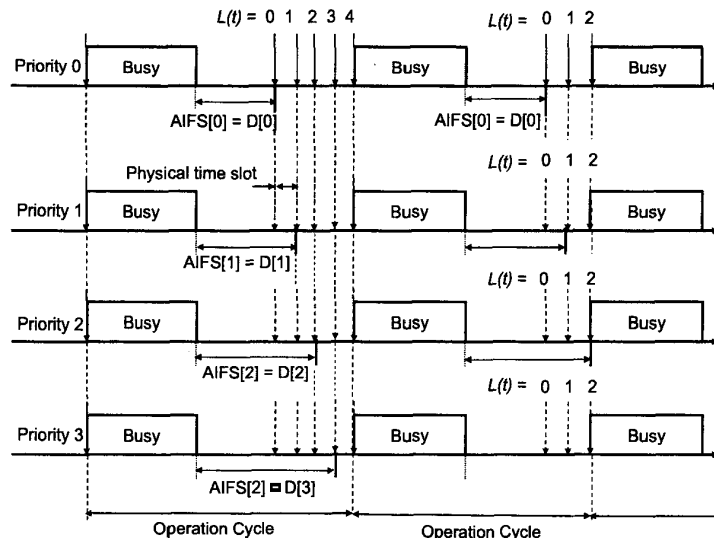 L(t) = 0 1 2 3 4
L(t) = 0 1 2
Priority 0
Busy
Busy
Busy
AIFS[0] = D[0]
AIFS[0] = D[0]
Physical time slot
L(t) = 0 1 2
Priority 1
Busy
Busy
Busy
AIFS[1] = D[1]
L(t) = 0 1 2
Priority 2
Busy
Busy
Busy
AIFS[2] = D[2]
L(t) = 0 1 2
Priority 3
Busy
Busy
Busy
AIFS[2] = D[3]
Operation Cycle
Operation Cycle